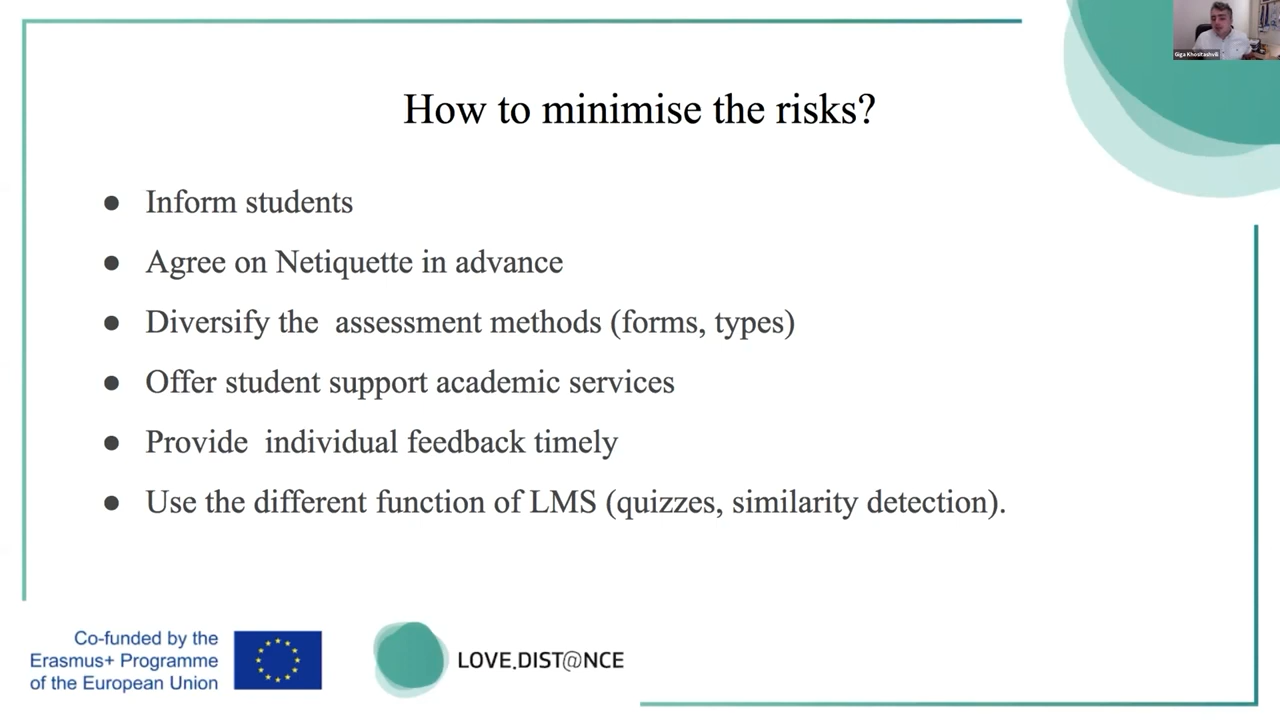 Giga Khositashvili
How to minimise the risks?
● Inform students
● Agree on Netiquette in advance
● Diversify the  assessment methods (forms, types)
● Offer student support academic services
● Provide  individual feedback timely
● Use the different function of LMS (quizzes, similarity detection).
Co-funded by the
Erasmus+ Programme
of the European Union
LOVE.DIST@NCE